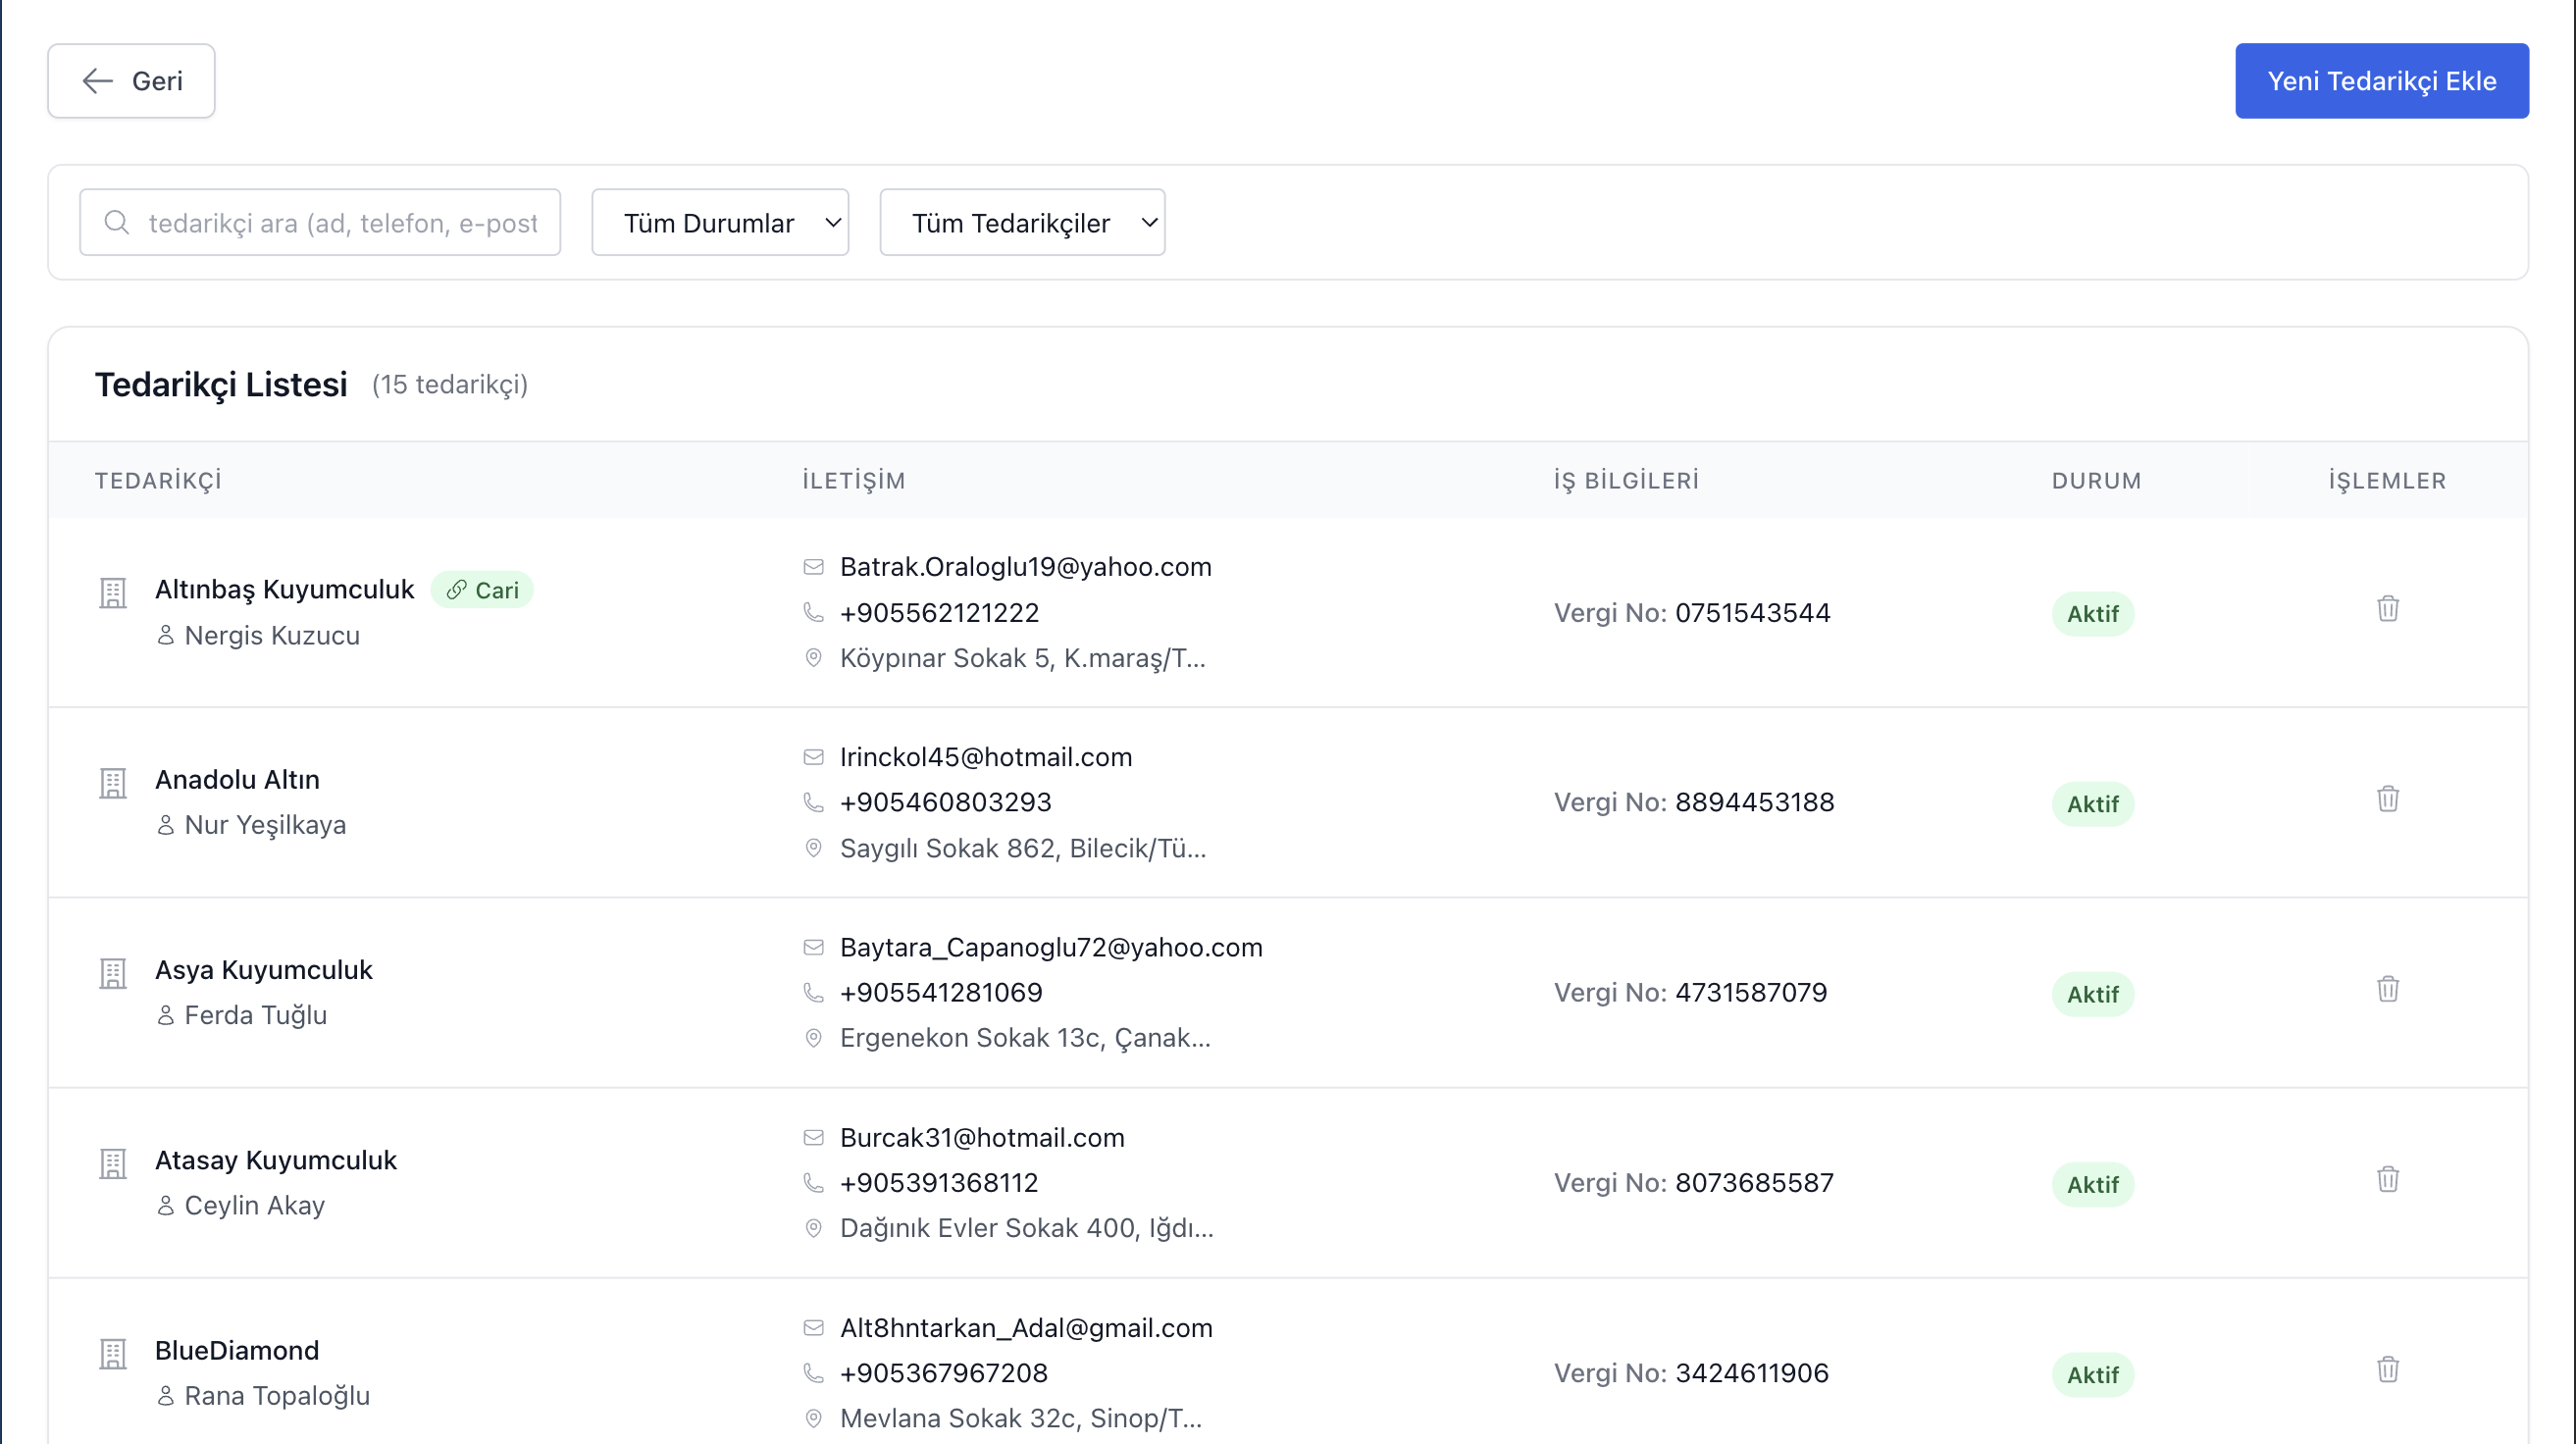 Geri
Yeni Tedarikçi Ekle
tedarikçi ara (ad, telefon, e-post
Tüm Durumlar
Tüm Tedarikçiler
Tedarikçi Listesi (15 tedarikçi)
TEDARİKÇİ İLETİŞİM İŞ BİLGİLERİ DURUM İŞLEMLER
Altınbaş Kuyumculuk Cari
Nergis Kuzucu
Batrak.Oraloglu19@yahoo.com
+905562121222
Köypınar Sokak 5, K.maraş/T...
Vergi No: 0751543544
Aktif
Anadolu Altın
Nur Yeşilkaya
Irinckol45@hotmail.com
+905460803293
Saygılı Sokak 862, Bilecik/Tü...
Vergi No: 8894453188
Aktif
Asya Kuyumculuk
Ferda Tuğlu
Baytara_Capanoglu72@yahoo.com
+905541281069
Ergenekon Sokak 13c, Çanak...
Vergi No: 4731587079
Aktif
Atasay Kuyumculuk
Ceylin Akay
Burcak31@hotmail.com
+905391368112
Dağınık Evler Sokak 400, Iğdı...
Vergi No: 8073685587
Aktif
BlueDiamond
Rana Topaloğlu
Alt8hntarkan_Adal@gmail.com
+905367967208
Mevlana Sokak 32c, Sinop/T...
Vergi No: 3424611906
Aktif